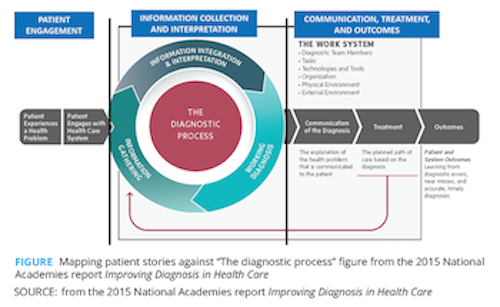 PATIENT
ENGAGEMENT
INFORMATION COLLECTION
AND INTERPRETATION
COMMUNICATION, TREATMENT,
AND OUTCOMES
THE WORK SYSTEM
• Diagnostic Team Members
• Tasks
• Technologies and Tools
• Organization
• Physical Environment
• External Environment
INFORMATION INTEGRATION
& INTERPRETATION
THE
DIAGNOSTIC
PROCESS
INFORMATION
GATHERING
WORKING
DIAGNOSIS
Patient
Experiences
a Health
Problem
Patient
Engages with
Health Care
System
Communication
of the Diagnosis
Treatment
Outcomes
The explanation of
the health problem
that is communicated
to the patient
The planned path of
care based on the
diagnosis
Patient and
System Outcomes
Learning from
diagnostic errors,
near misses, and
accurate, timely
diagnoses
FIGURE Mapping patient stories against "The diagnostic process" figure from the 2015 National
Academies report Improving Diagnosis in Health Care
SOURCE: from the 2015 National Academies report Improving Diagnosis in Health Care